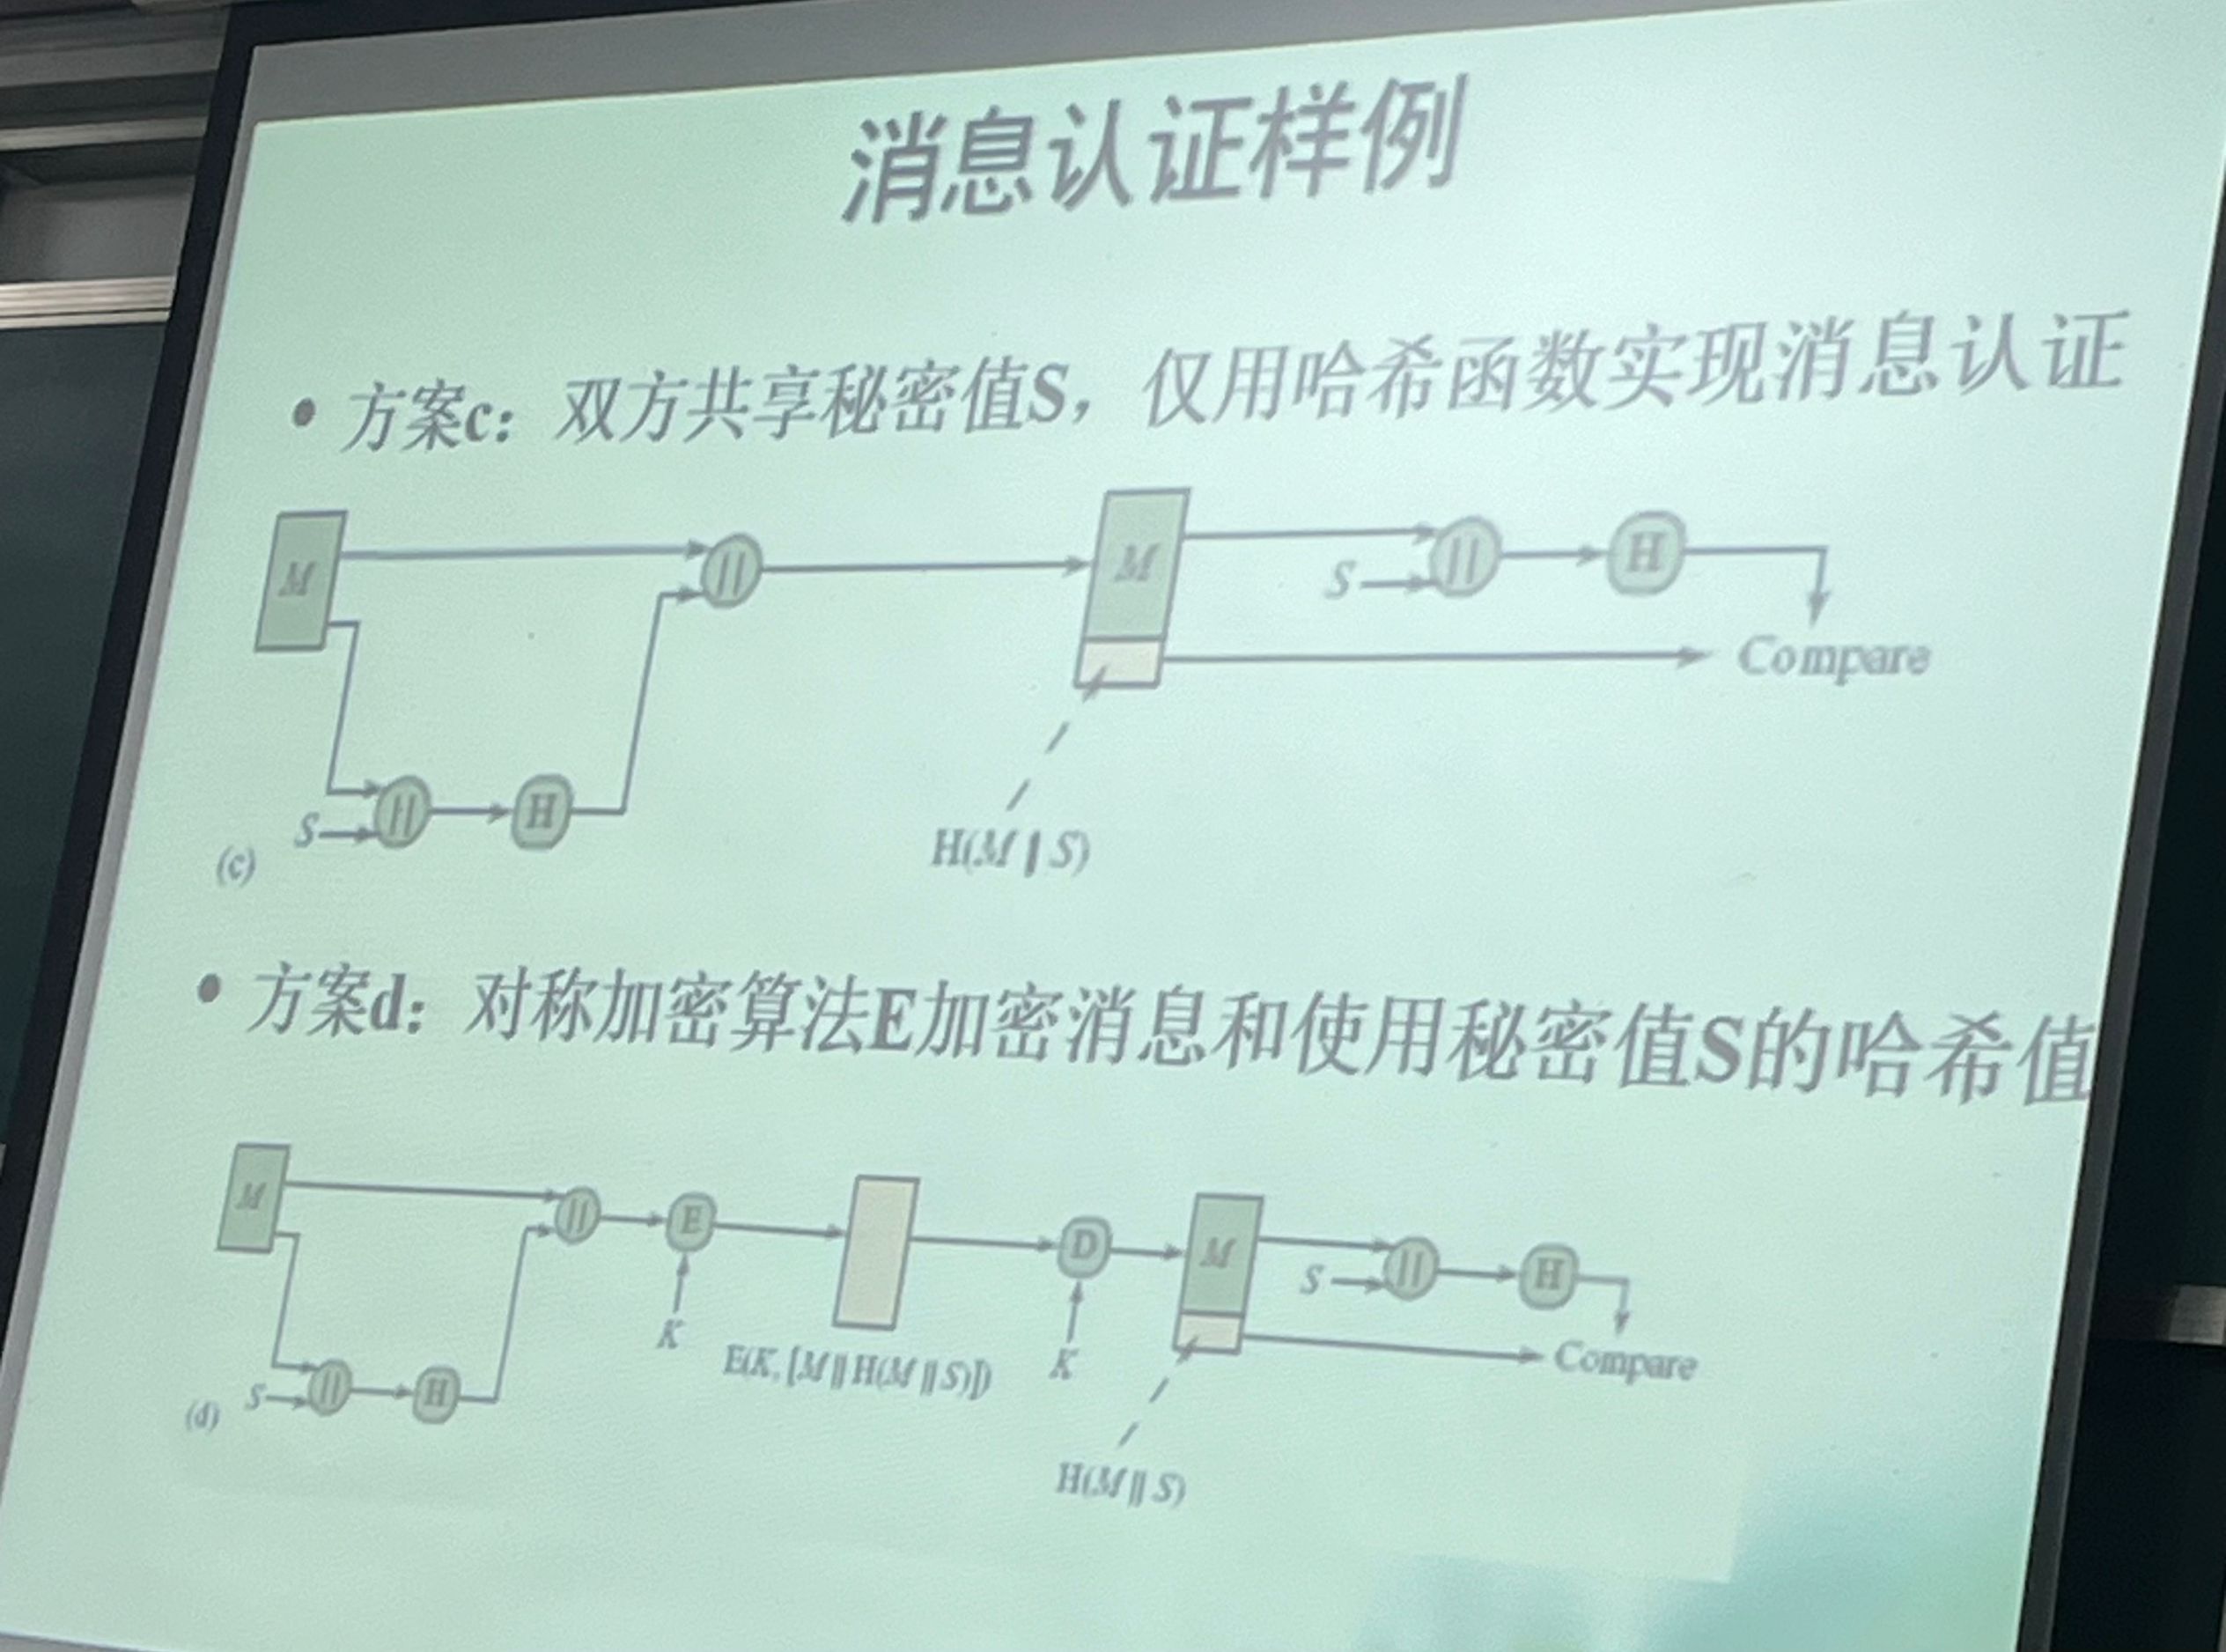 消息认证样例
• 方案c：双方共享秘密值S，仅用哈希函数实现消息认证
M || M || H
S Compare
S || H
H(M || S)
(c)
• 方案d：对称加密算法E加密消息和使用秘密值S的哈希值
M || E D M || H
S
K K Compare
E(K, [M || H(M || S)])
S || H
(d)
H(M || S)